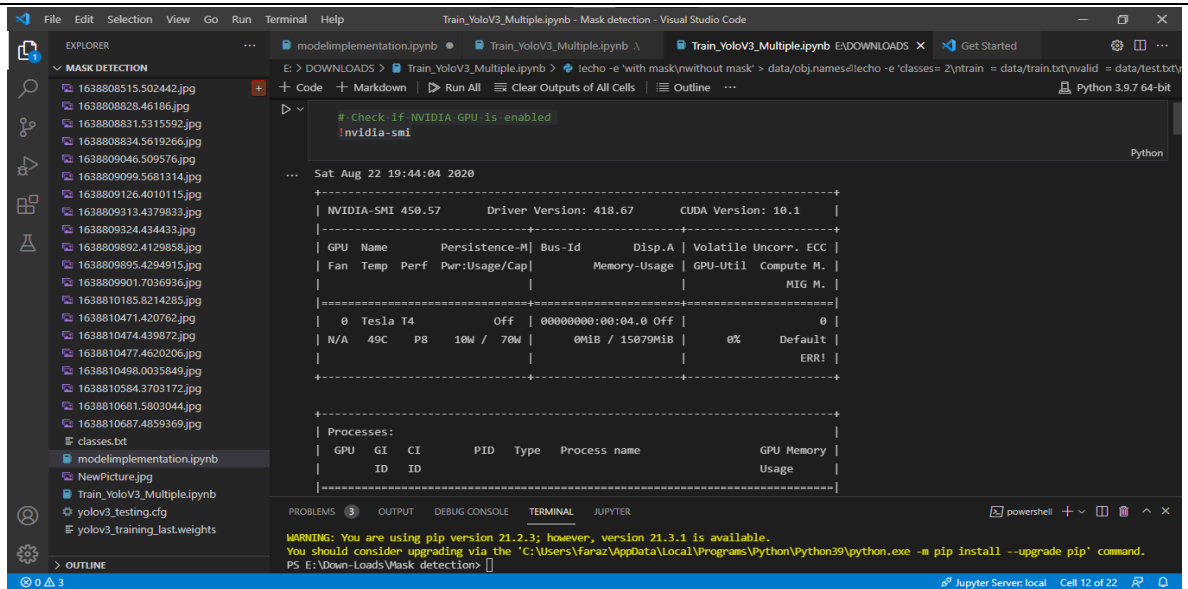 File Edit Selection View Go Run Terminal Help Train_YoloV3_Multiple.ipynb - Mask detection - Visual Studio Code
EXPLORER
modelimplementation.ipynb
Train_YoloV3_Multiple.ipynb .\
Train_YoloV3_Multiple.ipynb E:\DOWNLOADS
Get Started
E: > DOWNLOADS > Train_YoloV3_Multiple.ipynb > !echo -e 'with mask\nwithout mask' > data/obj.names !echo -e 'classes= 2\ntrain = data/train.txt\nvalid = data/test.txt\n
+ Code + Markdown Run All Clear Outputs of All Cells Outline ...
Python 3.9.7 64-bit
MASK DETECTION
1638808515.502442.jpg
1638808828.46186.jpg
1638808831.5315592.jpg
1638808834.5619266.jpg
1638809046.509576.jpg
1638809099.5681314.jpg
1638809126.4010115.jpg
1638809313.4379833.jpg
1638809324.434433.jpg
1638809892.4129858.jpg
1638809895.4294915.jpg
1638809901.7036936.jpg
1638810185.8214285.jpg
1638810471.420762.jpg
1638810474.439872.jpg
1638810477.4620206.jpg
1638810498.0035849.jpg
1638810584.3703172.jpg
1638810681.5803044.jpg
1638810687.4859369.jpg
classes.txt
modelimplementation.ipynb
NewPicture.jpg
Train_YoloV3_Multiple.ipynb
yolov3_testing.cfg
yolov3_training_last.weights
> OUTLINE
# Check if NVIDIA GPU is enabled
!nvidia-smi
Python
... Sat Aug 22 19:44:04 2020
+-----------------------------------------------------------------------------+
| NVIDIA-SMI 450.57       Driver Version: 418.67       CUDA Version: 10.1     |
|-------------------------------+----------------------+----------------------+
| GPU  Name        Persistence-M| Bus-Id        Disp.A | Volatile Uncorr. ECC |
| Fan  Temp  Perf  Pwr:Usage/Cap|         Memory-Usage | GPU-Util  Compute M. |
|                               |                      |               MIG M. |
|===============================+======================+======================|
|   0  Tesla T4            Off  | 00000000:00:04.0 Off |                    0 |
| N/A   49C    P8    10W /  70W |      0MiB / 15079MiB |      0%      Default |
|                               |                      |                 ERR! |
+-------------------------------+----------------------+----------------------+
+-----------------------------------------------------------------------------+
| Processes:                                                                  |
|  GPU   GI   CI        PID   Type   Process name                  GPU Memory |
|        ID   ID                                                   Usage      |
|=============================================================================|
PROBLEMS 3 OUTPUT DEBUG CONSOLE TERMINAL JUPYTER
powershell
WARNING: You are using pip version 21.2.3; however, version 21.3.1 is available.
You should consider upgrading via the 'C:\Users\faraz\AppData\Local\Programs\Python\Python39\python.exe -m pip install --upgrade pip' command.
PS E:\Down-Loads\Mask detection>
0 3
Jupyter Server: local Cell 12 of 22